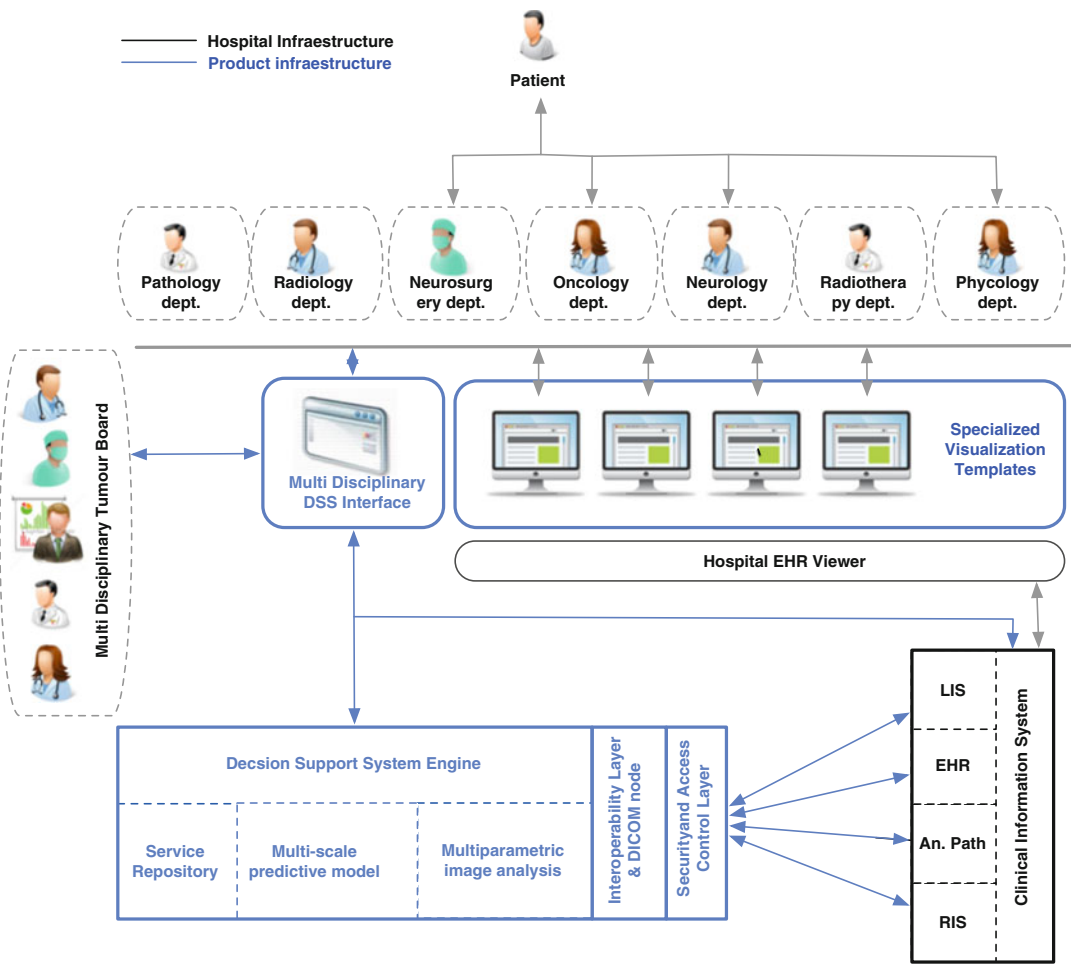 Hospital Infraestructure
Product infraestructure
Patient
Pathology
dept.
Radiology
dept.
Neurosurg
ery dept.
Oncology
dept.
Neurology
dept.
Radiothera
py dept.
Phycology
dept.
Multi Disciplinary Tumour Board
Multi Disciplinary
DSS Interface
Specialized
Visualization
Templates
Hospital EHR Viewer
Decsion Support System Engine
Service
Repository
Multi-scale
predictive model
Multiparametric
image analysis
Interoperability Layer
& DICOM node
Securityand Access
Control Layer
LIS
EHR
An. Path
RIS
Clinical Information System